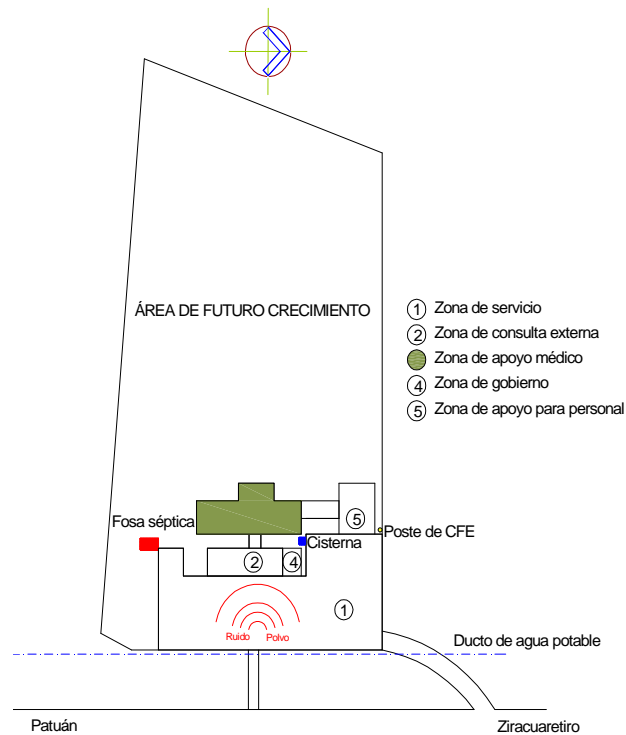 ÁREA DE FUTURO CRECIMIENTO
1 Zona de servicio
2 Zona de consulta externa
Zona de apoyo médico
4 Zona de gobierno
5 Zona de apoyo para personal
5
Fosa séptica
Poste de CFE
Cisterna
2
4
1
Ruido Polvo
Ducto de agua potable
Patuán
Ziracuaretiro